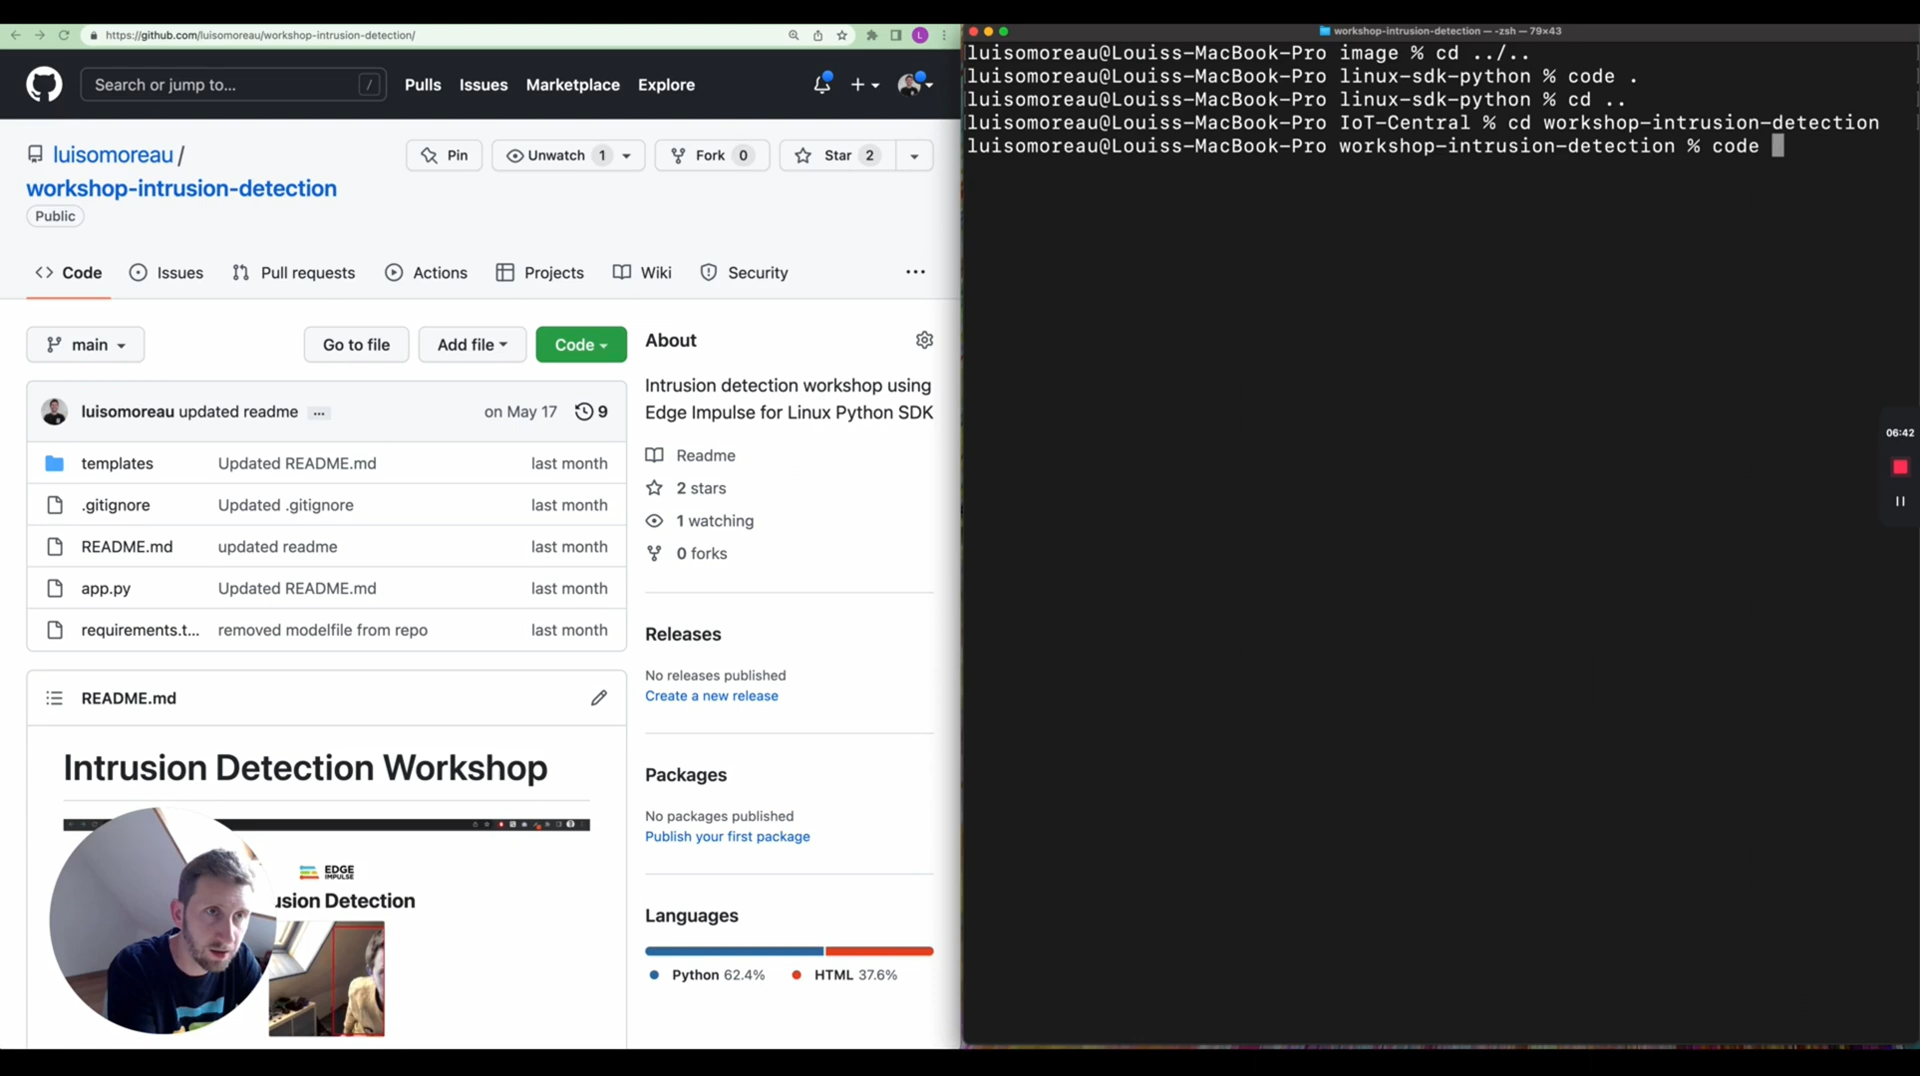 https://github.com/luisomoreau/workshop-intrusion-detection/
L
Search or jump to...
/
Pulls
Issues
Marketplace
Explore
luisomoreau /
workshop-intrusion-detection
Public
Pin
Unwatch 1
Fork 0
Star 2
Code
Issues
Pull requests
Actions
Projects
Wiki
Security
main
Go to file
Add file
Code
luisomoreau updated readme
on May 17
9
templates Updated README.md last month
.gitignore Updated .gitignore last month
README.md updated readme last month
app.py Updated README.md last month
requirements.t... removed modelfile from repo last month
README.md
Intrusion Detection Workshop
EDGE
IMPULSE
usion Detection
About
Intrusion detection workshop using
Edge Impulse for Linux Python SDK
Readme
2 stars
1 watching
0 forks
Releases
No releases published
Create a new release
Packages
No packages published
Publish your first package
Languages
Python 62.4%
HTML 37.6%
workshop-intrusion-detection — -zsh — 79×43
luisomoreau@Louiss-MacBook-Pro image % cd ../..
luisomoreau@Louiss-MacBook-Pro linux-sdk-python % code .
luisomoreau@Louiss-MacBook-Pro linux-sdk-python % cd ..
luisomoreau@Louiss-MacBook-Pro IoT-Central % cd workshop-intrusion-detection
luisomoreau@Louiss-MacBook-Pro workshop-intrusion-detection % code
06:42